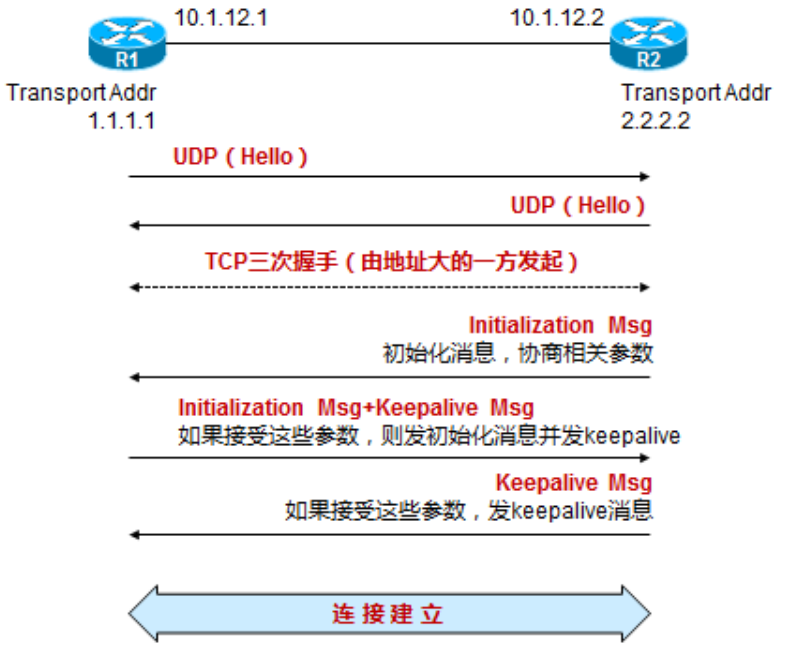 10.1.12.1
10.1.12.2
R1
R2
TransportAddr
1.1.1.1
TransportAddr
2.2.2.2
UDP（Hello）
UDP（Hello）
TCP三次握手（由地址大的一方发起）
Initialization Msg
初始化消息，协商相关参数
Initialization Msg+Keepalive Msg
如果接受这些参数，则发初始化消息并发keepalive
Keepalive Msg
如果接受这些参数，发keepalive消息
连接建立